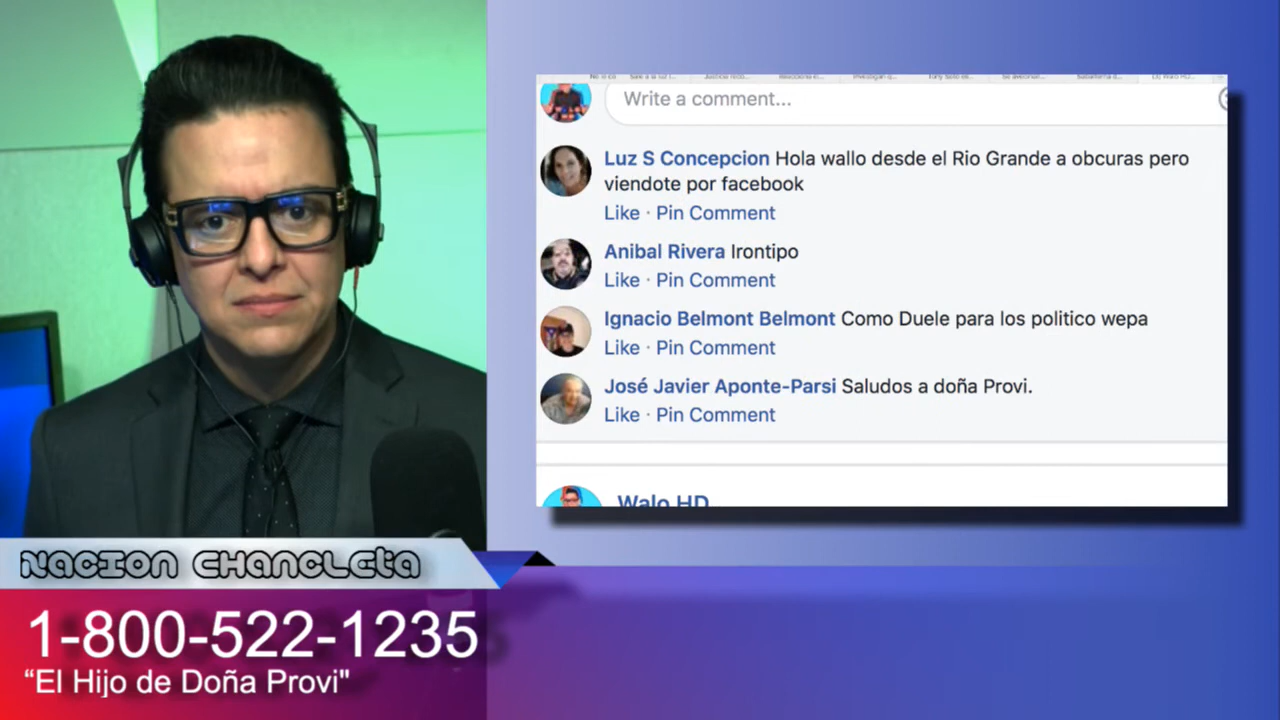 Write a comment...
Luz S Concepcion Hola wallo desde el Rio Grande a obcuras pero
viendote por facebook
Like · Pin Comment
Anibal Rivera Irontipo
Like · Pin Comment
Ignacio Belmont Belmont Como Duele para los politico wepa
Like · Pin Comment
José Javier Aponte-Parsi Saludos a doña Provi.
Like · Pin Comment
Walo HD
NACION CHANCLETA
1-800-522-1235
“El Hijo de Doña Provi"